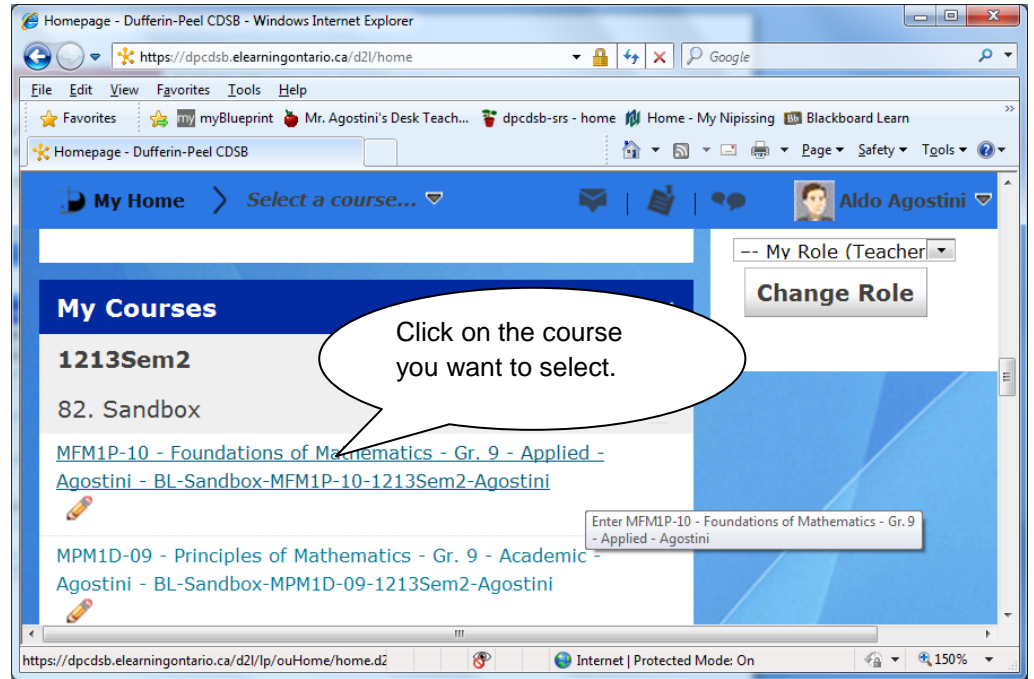 Homepage - Dufferin-Peel CDSB - Windows Internet Explorer
https://dpcdsb.elearningontario.ca/d2l/home
Google
File Edit View Favorites Tools Help
Favorites my myBlueprint Mr. Agostini's Desk Teach... dpcdsb-srs - home Home - My Nipissing Bb Blackboard Learn »
Homepage - Dufferin-Peel CDSB
Page Safety Tools
My Home Select a course... Aldo Agostini
-- My Role (Teacher
Change Role
My Courses
Click on the course
you want to select.
1213Sem2
82. Sandbox
MFM1P-10 - Foundations of Mathematics - Gr. 9 - Applied -
Agostini - BL-Sandbox-MFM1P-10-1213Sem2-Agostini
Enter MFM1P-10 - Foundations of Mathematics - Gr. 9
- Applied - Agostini
MPM1D-09 - Principles of Mathematics - Gr. 9 - Academic -
Agostini - BL-Sandbox-MPM1D-09-1213Sem2-Agostini
https://dpcdsb.elearningontario.ca/d2l/lp/ouHome/home.d2 Internet | Protected Mode: On 150%